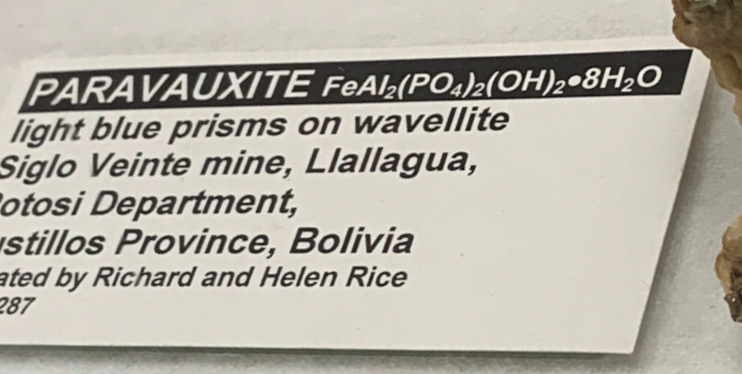 PARAVAUXITE FeAl₂(PO₄)₂(OH)₂•8H₂O
light blue prisms on wavellite
Siglo Veinte mine, Llallagua,
otosi Department,
stillos Province, Bolivia
ated by Richard and Helen Rice
287